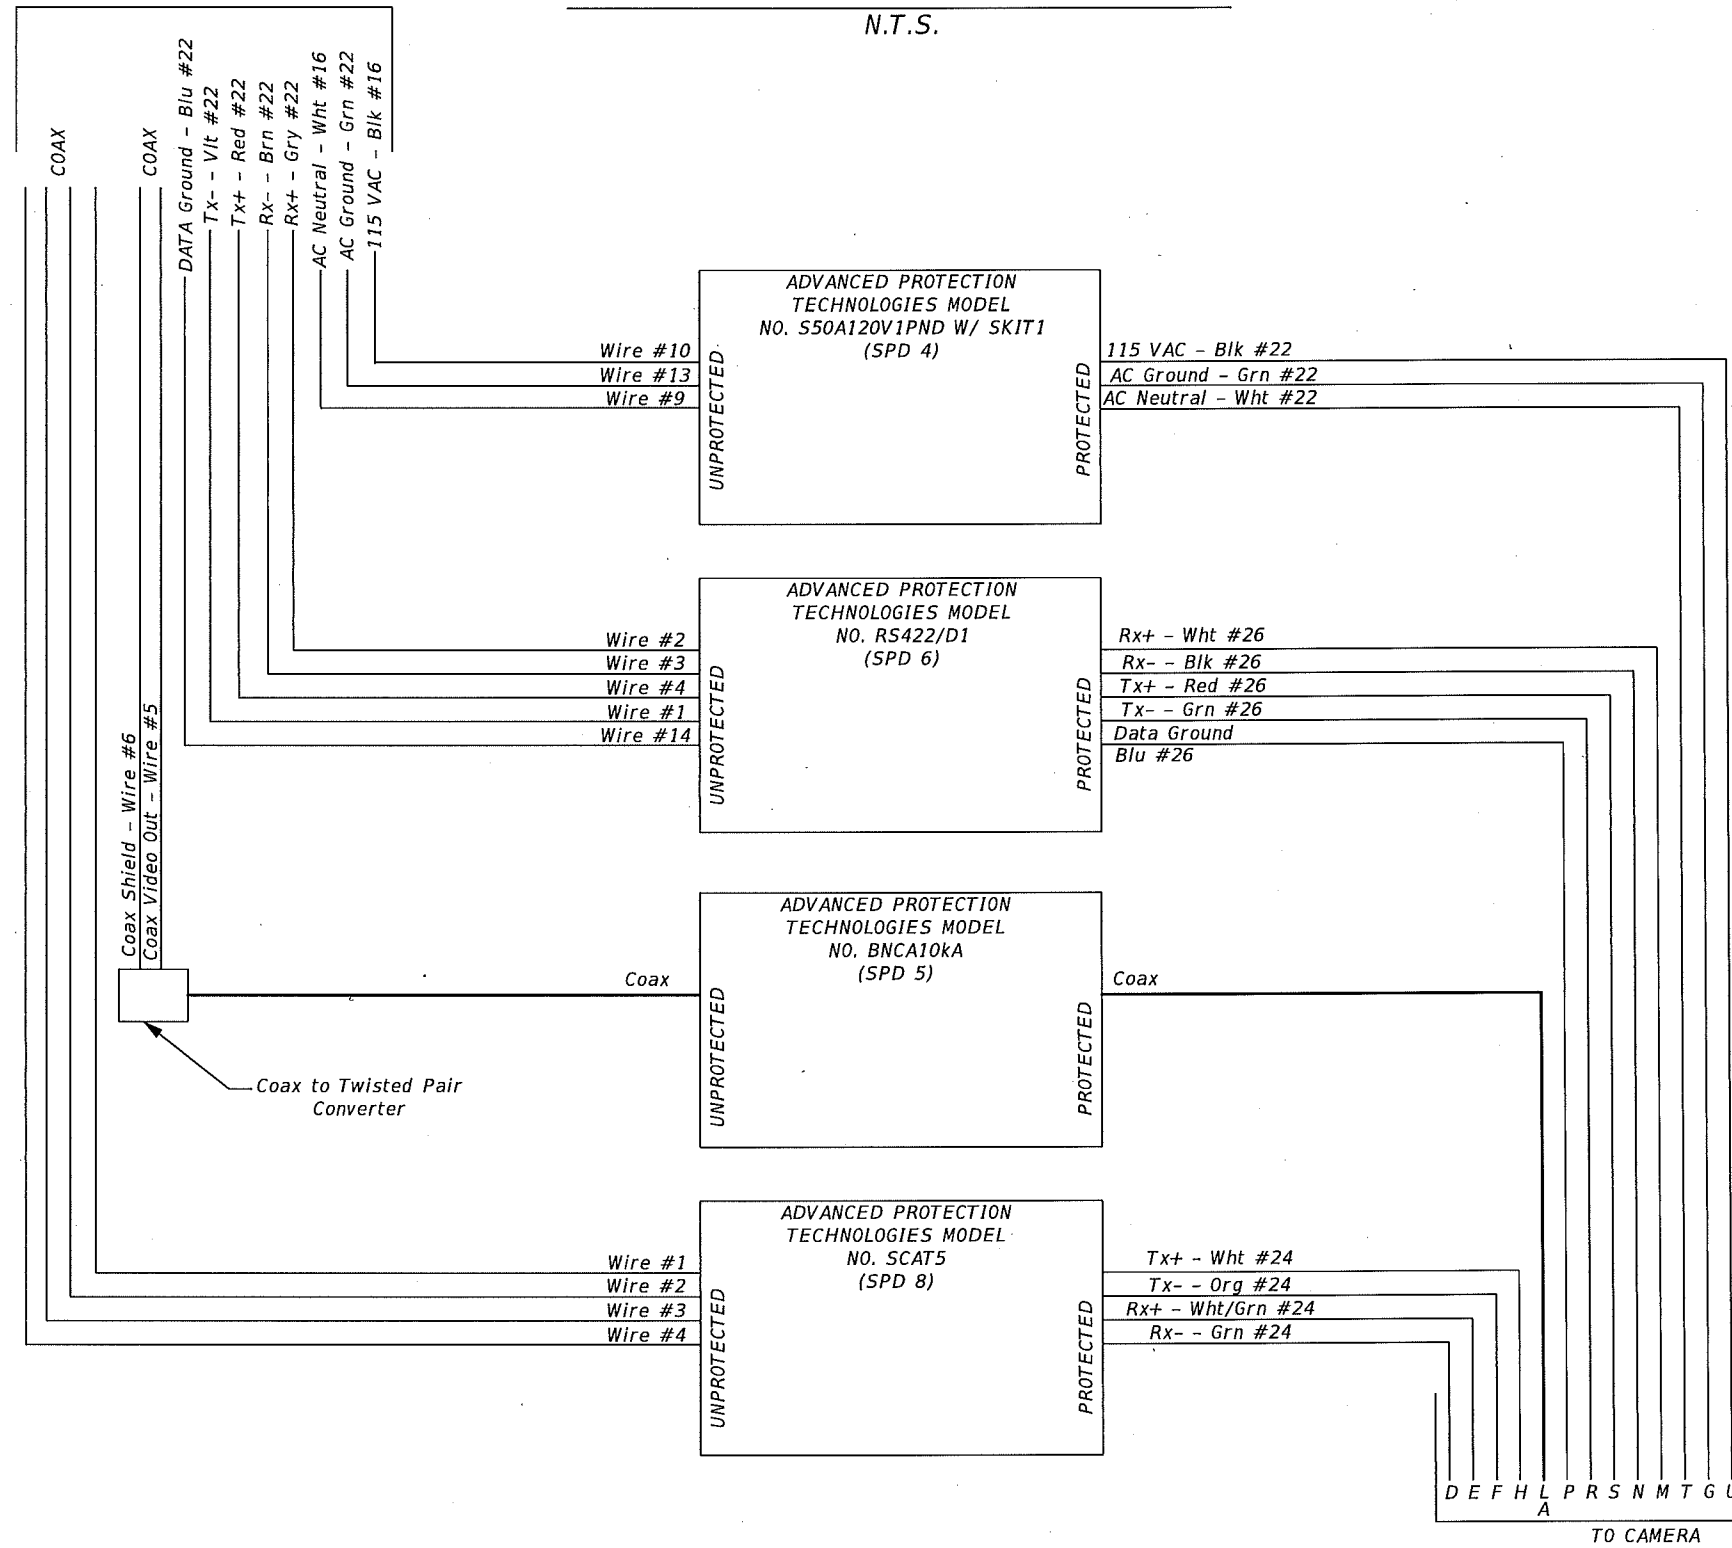 N.T.S.
COAX
COAX
DATA Ground - Blu #22
Tx- - Vlt #22
Tx+ - Red #22
Rx- - Brn #22
Rx+ - Gry #22
AC Neutral - Wht #16
AC Ground - Grn #22
115 VAC - Blk #16
ADVANCED PROTECTION
TECHNOLOGIES MODEL
NO. S50A120V1PND W/ SKIT1
(SPD 4)
UNPROTECTED
PROTECTED
Wire #10
Wire #13
Wire #9
115 VAC - Blk #22
AC Ground - Grn #22
AC Neutral - Wht #22
ADVANCED PROTECTION
TECHNOLOGIES MODEL
NO. RS422/D1
(SPD 6)
UNPROTECTED
PROTECTED
Wire #2
Wire #3
Wire #4
Wire #1
Wire #14
Rx+ - Wht #26
Rx- - Blk #26
Tx+ - Red #26
Tx- - Grn #26
Data Ground
Blu #26
Coax Shield - Wire #6
Coax Video Out - Wire #5
ADVANCED PROTECTION
TECHNOLOGIES MODEL
NO. BNCA10kA
(SPD 5)
UNPROTECTED
PROTECTED
Coax
Coax
Coax to Twisted Pair
Converter
ADVANCED PROTECTION
TECHNOLOGIES MODEL
NO. SCAT5
(SPD 8)
UNPROTECTED
PROTECTED
Wire #1
Wire #2
Wire #3
Wire #4
Tx+ - Wht #24
Tx- - Org #24
Rx+ - Wht/Grn #24
Rx- - Grn #24
D E F H L P R S N M T G
A
TO CAMERA